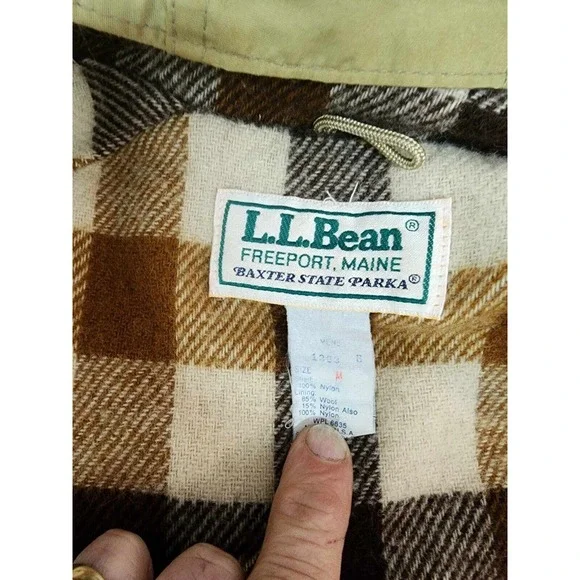 L.L.Bean®
FREEPORT, MAINE
BAXTER STATE PARKA®
SIZE M
100% Nylon
Lining:
85% Wool
15% Nylon Also
100% Nylon
WPL 6635
U.S.A.